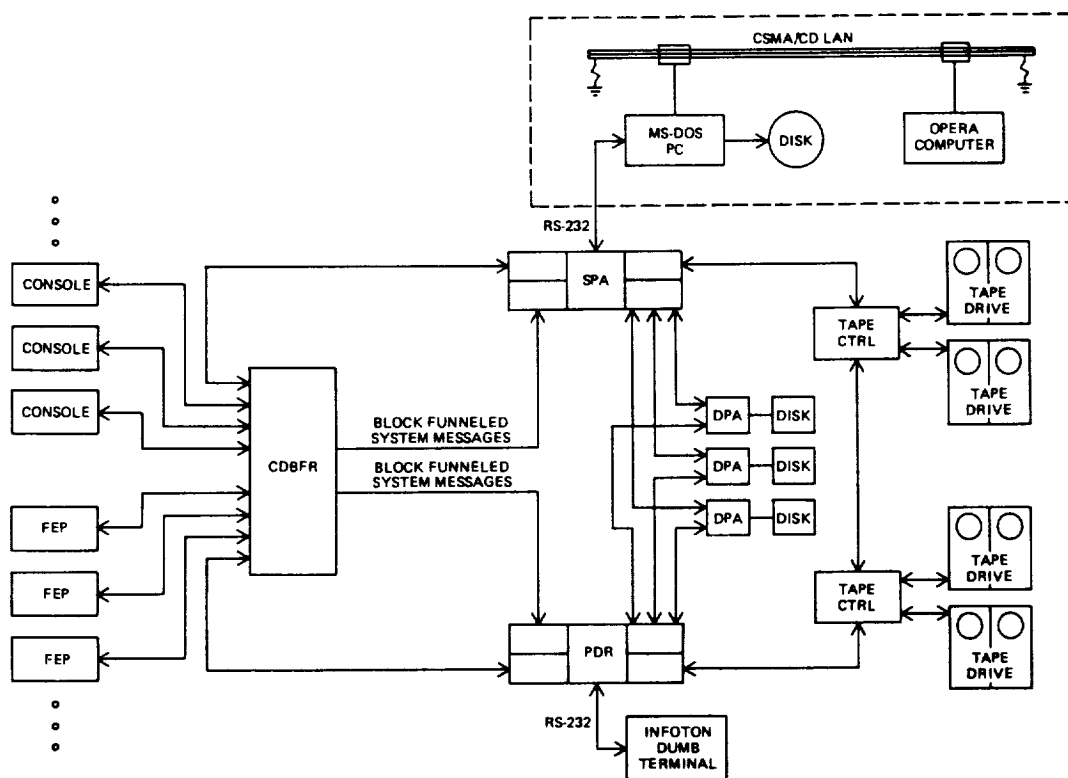 CSMA/CD LAN
MS-DOS
PC
DISK
OPERA
COMPUTER
RS-232
CONSOLE
CONSOLE
CONSOLE
FEP
FEP
FEP
CDBFR
BLOCK FUNNELED
SYSTEM MESSAGES
BLOCK FUNNELED
SYSTEM MESSAGES
SPA
DPA
DISK
DPA
DISK
DPA
DISK
TAPE
CTRL
TAPE
DRIVE
TAPE
DRIVE
TAPE
CTRL
TAPE
DRIVE
TAPE
DRIVE
PDR
RS-232
INFOTON
DUMB
TERMINAL